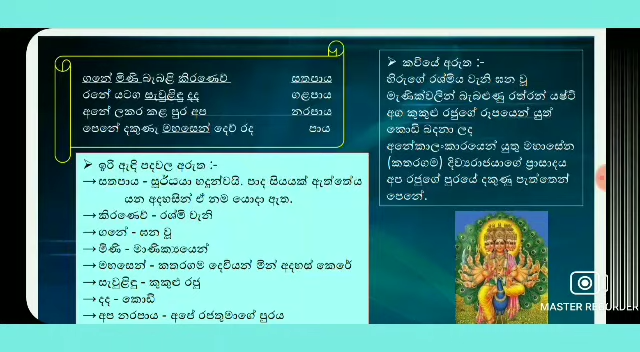 ගනේ මිණි බැබළි කිරණෙව් සතපාය
රනේ යටග සැවුළිඳු දද ගළපාය
අනේ ලකර කළ පුර අප නරපාය
පෙනේ දකුණැ මහසෙන් දෙව් රද පාය
ඉරි ඇඳි පදවල අරුත :-
සතපාය - සූර්ය්‍යයා හඳුන්වයි. පාද සියයක් ඇත්තේය
යන අදහසින් ඒ නම යොදා ඇත.
කිරණෙව් - රශ්මි වැනි
ගනේ - ඝන වූ
මිණි - මාණික්‍යයෙන්
මහසෙන් - කතරගම දෙවියන් මින් අදහස් කෙරේ
සැවුළිඳු - කුකුළු රජු
දද - කොඩි
අප නරපාය - අපේ රජතුමාගේ පුරය
කවියේ අරුත :-
හිරුගේ රශ්මිය වැනි ඝන වූ
මැණික්වලින් බැබළුණු රත්රන් යෂ්ටි
අග කුකුළු රජුගේ රූපයෙන් යුත්
කොඩි බදනා ලද
අනේකාලංකාරයෙන් යුතු මහාසේන
(කතරගම) දිව්‍යරාජයාගේ ප්‍රාසාදය
අප රජුගේ පුරයේ දකුණු පැත්තෙන්
පෙනේ.
MASTER RECORDER